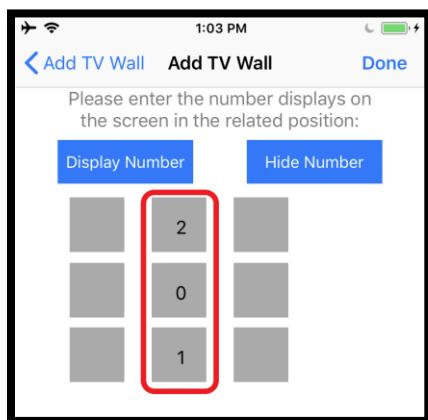 1:03 PM
Add TV Wall Add TV Wall Done
Please enter the number displays on
the screen in the related position:
Display Number Hide Number
2
0
1